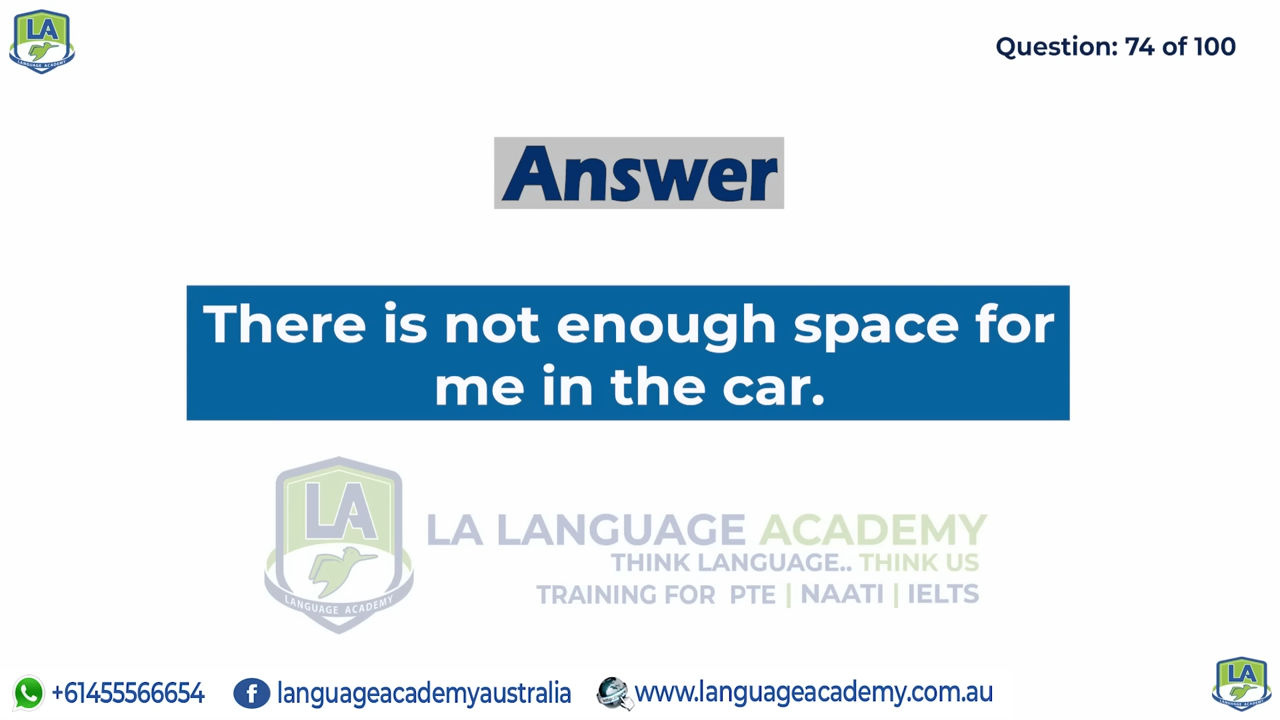 LA
LANGUAGE ACADEMY
Question: 74 of 100
Answer
There is not enough space for
me in the car.
LA
LANGUAGE ACADEMY
LA LANGUAGE ACADEMY
THINK LANGUAGE.. THINK US
TRAINING FOR PTE | NAATI | IELTS
+61455566654
languageacademyaustralia
www.languageacademy.com.au
LA
LANGUAGE ACADEMY